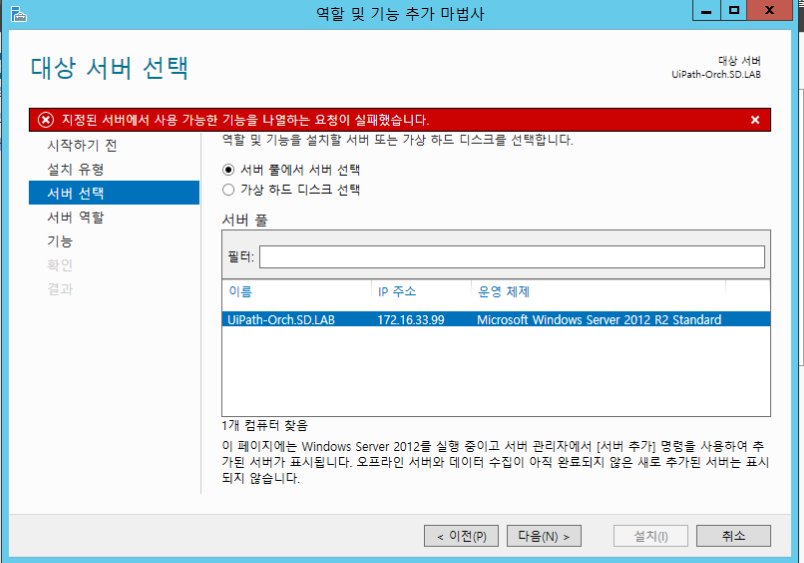 역할 및 기능 추가 마법사
대상 서버 선택
대상 서버
UiPath-Orch.SD.LAB
지정된 서버에서 사용 가능한 기능을 나열하는 요청이 실패했습니다.
시작하기 전
설치 유형
서버 선택
서버 역할
기능
확인
결과
역할 및 기능을 설치할 서버 또는 가상 하드 디스크를 선택합니다.
서버 풀에서 서버 선택
가상 하드 디스크 선택
서버 풀
필터:
이름 IP 주소 운영 체제
UiPath-Orch.SD.LAB 172.16.33.99 Microsoft Windows Server 2012 R2 Standard
1개 컴퓨터 찾음
이 페이지에는 Windows Server 2012를 실행 중이고 서버 관리자에서 [서버 추가] 명령을 사용하여 추
가된 서버가 표시됩니다. 오프라인 서버와 데이터 수집이 아직 완료되지 않은 새로 추가된 서버는 표시
되지 않습니다.
< 이전(P) 다음(N) > 설치(I) 취소